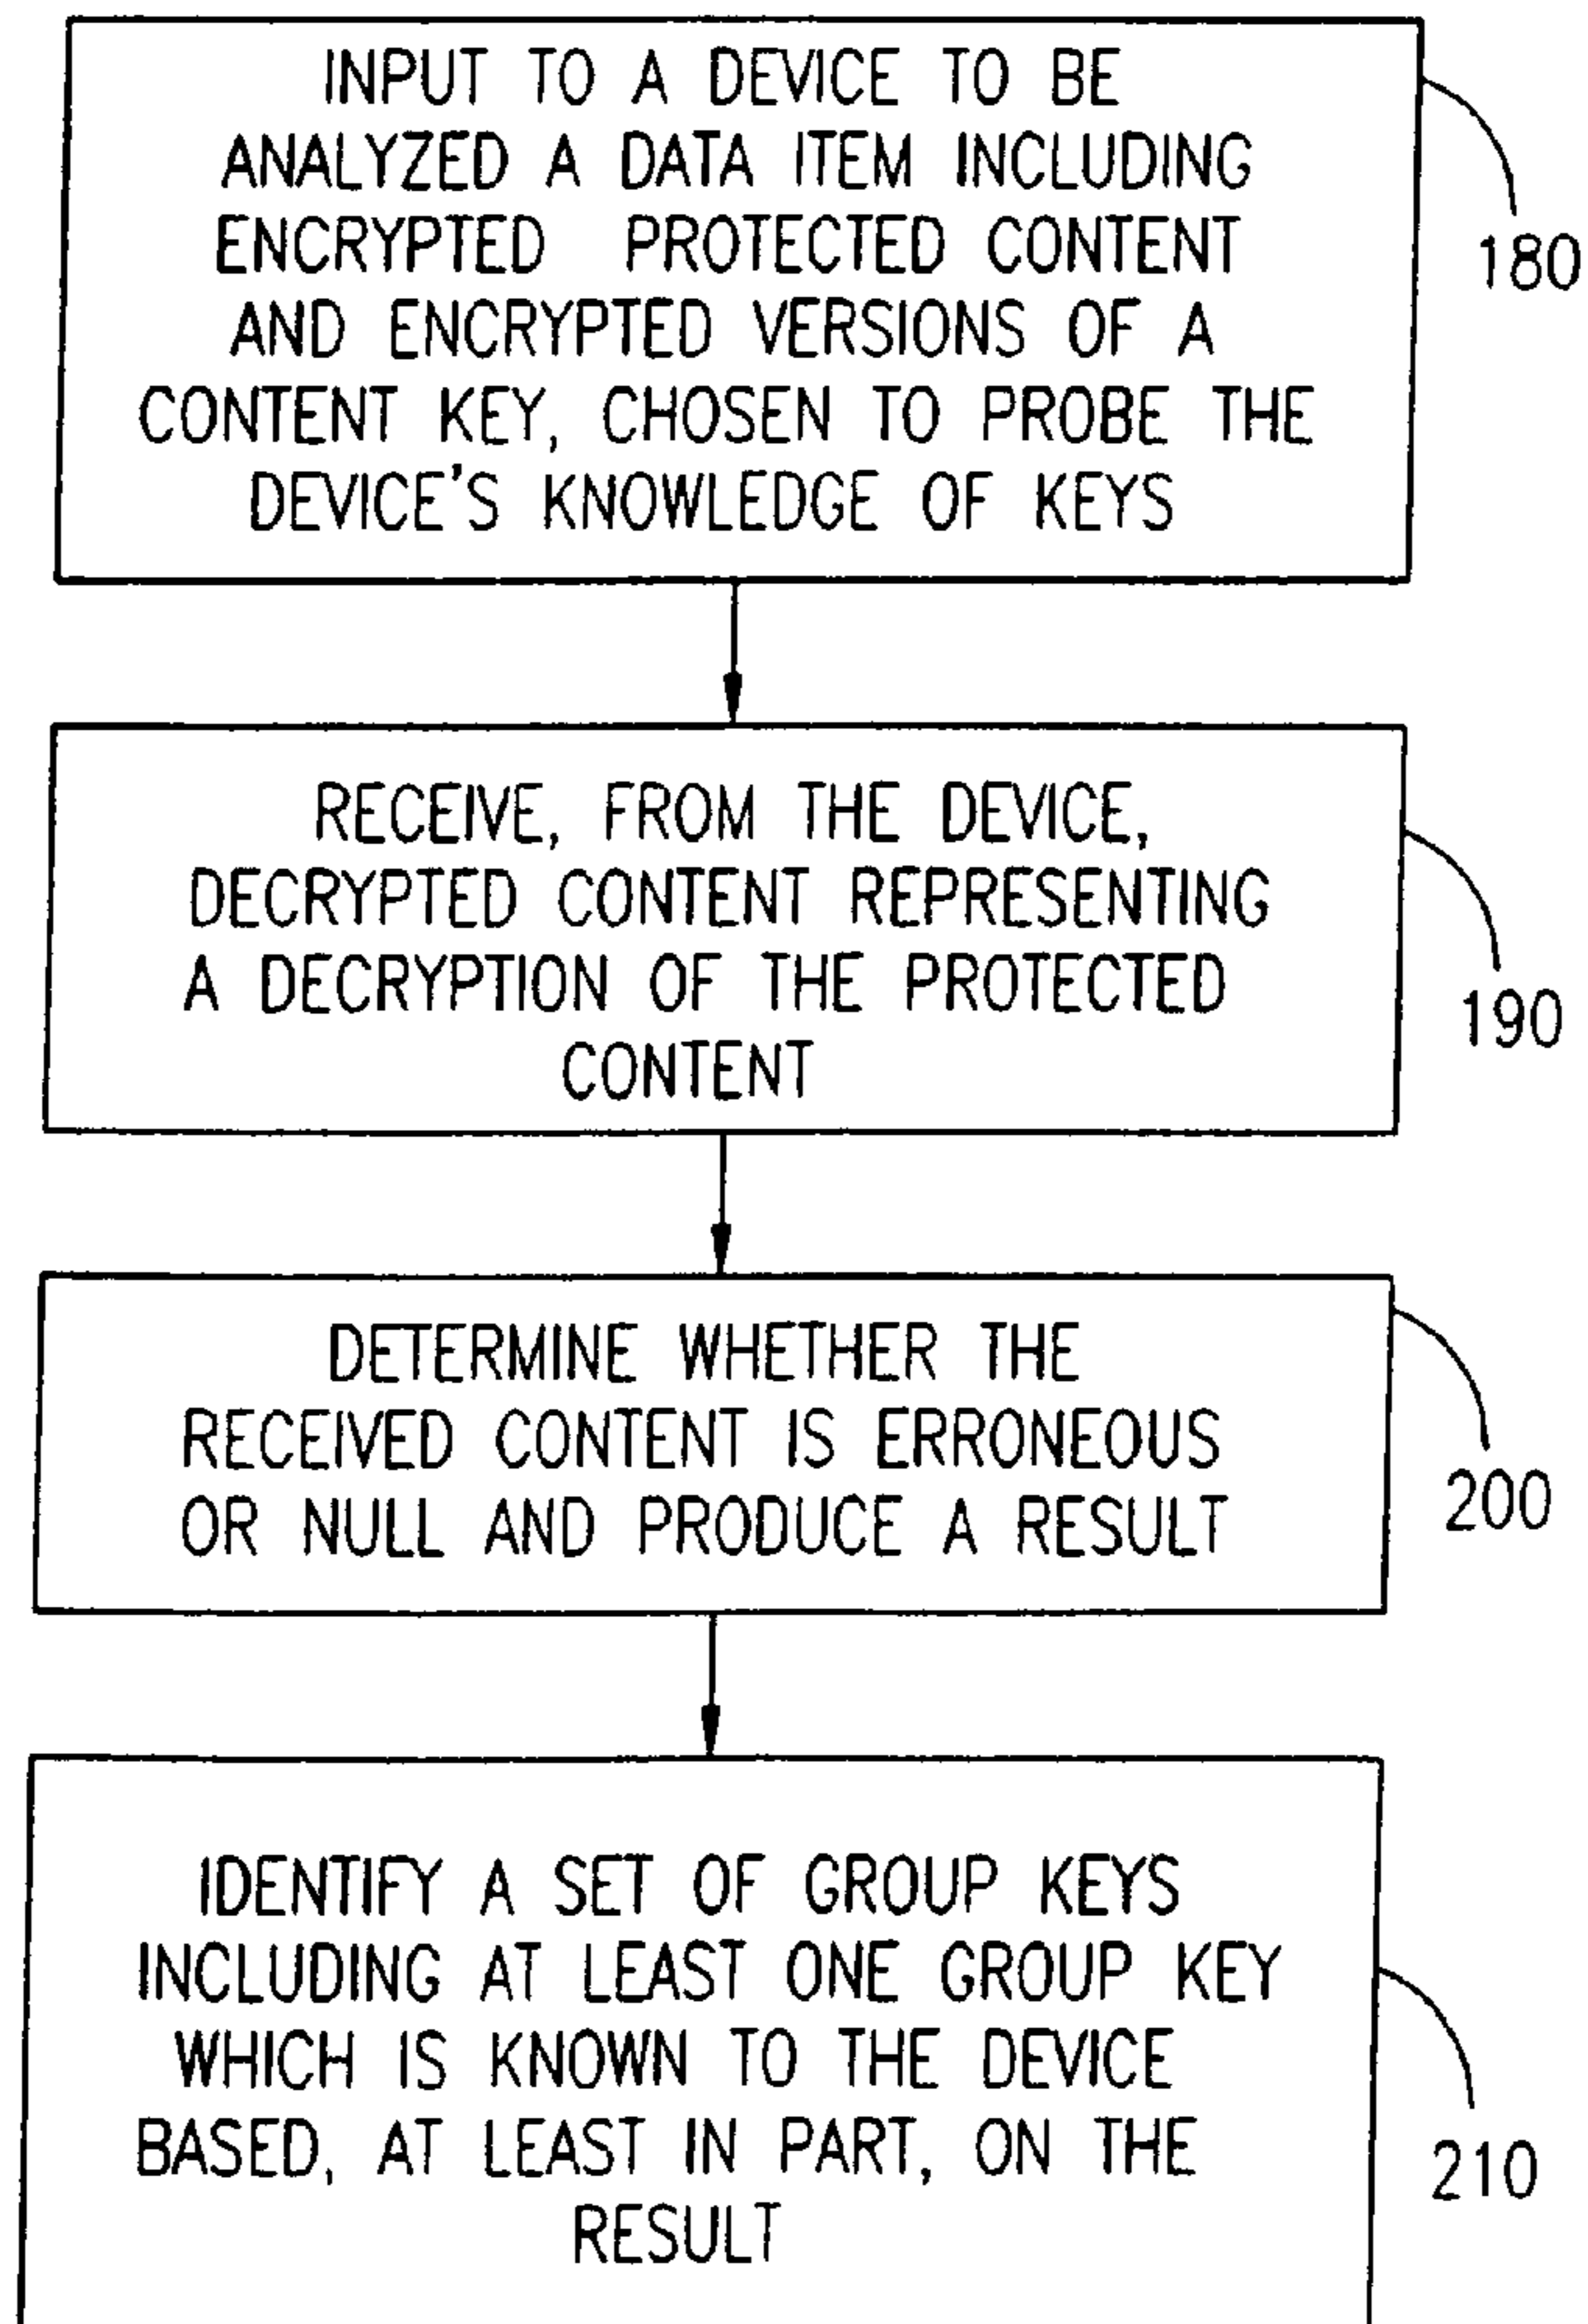 INPUT TO A DEVICE TO BE
ANALYZED A DATA ITEM INCLUDING
ENCRYPTED PROTECTED CONTENT
AND ENCRYPTED VERSIONS OF A
CONTENT KEY, CHOSEN TO PROBE THE
DEVICE'S KNOWLEDGE OF KEYS
180
RECEIVE, FROM THE DEVICE,
DECRYPTED CONTENT REPRESENTING
A DECRYPTION OF THE PROTECTED
CONTENT
190
DETERMINE WHETHER THE
RECEIVED CONTENT IS ERRONEOUS
OR NULL AND PRODUCE A RESULT
200
IDENTIFY A SET OF GROUP KEYS
INCLUDING AT LEAST ONE GROUP KEY
WHICH IS KNOWN TO THE DEVICE
BASED, AT LEAST IN PART, ON THE
RESULT
210